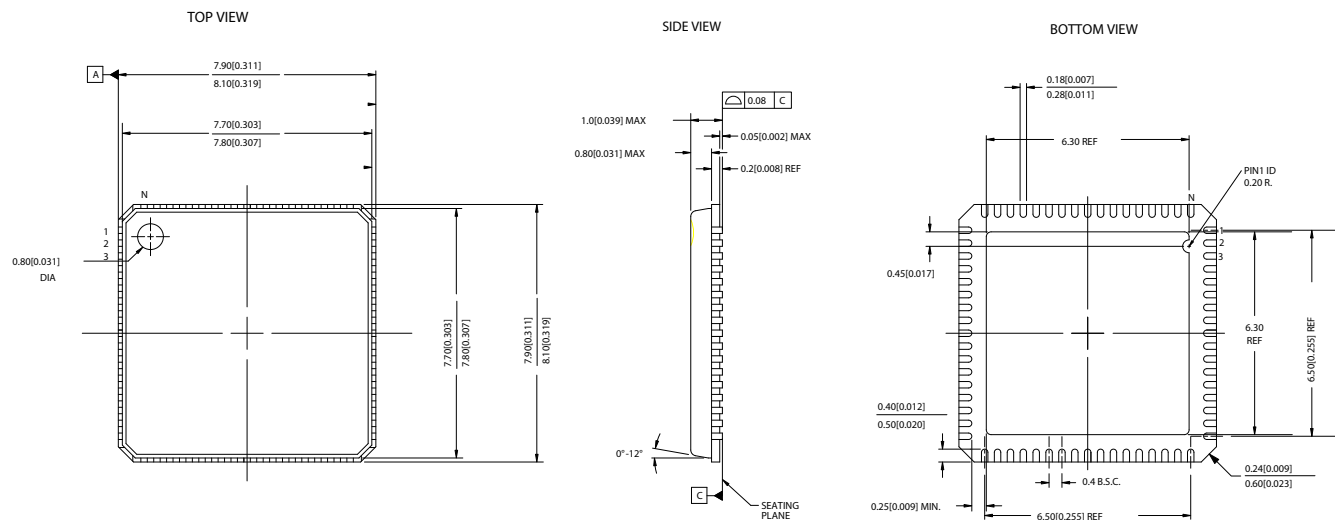 TOP VIEW
7.90[0.311]
8.10[0.319]
A
7.70[0.303]
7.80[0.307]
N
1
2
3
0.80[0.031]
DIA
7.70[0.303]
7.80[0.307]
7.90[0.311]
8.10[0.319]
SIDE VIEW
0.08 C
1.0[0.039] MAX
0.05[0.002] MAX
0.80[0.031] MAX
0.2[0.008] REF
0°-12°
C
SEATING
PLANE
BOTTOM VIEW
0.18[0.007]
0.28[0.011]
6.30 REF
PIN1 ID
0.20 R.
N
1
2
3
0.45[0.017]
6.30
REF
6.50[0.255] REF
0.40[0.012]
0.50[0.020]
0.4 B.S.C.
0.24[0.009]
0.60[0.023]
0.25[0.009] MIN.
6.50[0.255] REF